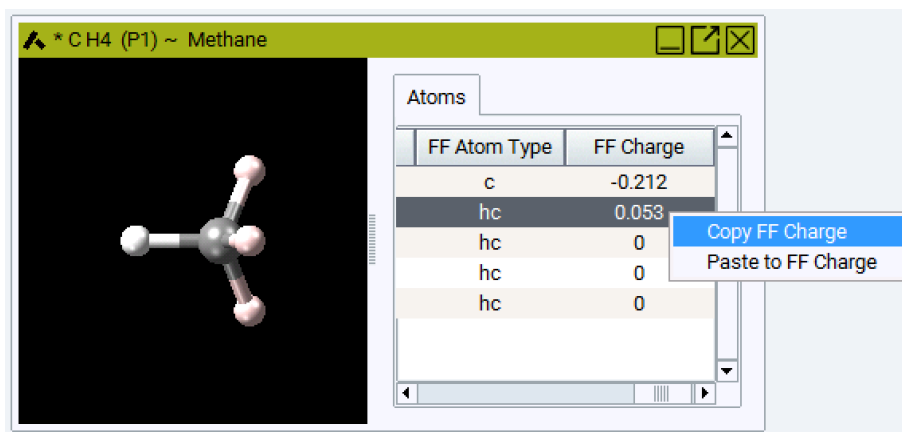 * C H4 (P1) ~ Methane
Atoms
FF Atom Type FF Charge
c -0.212
hc 0.053
Copy FF Charge
hc 0
Paste to FF Charge
hc 0
hc 0